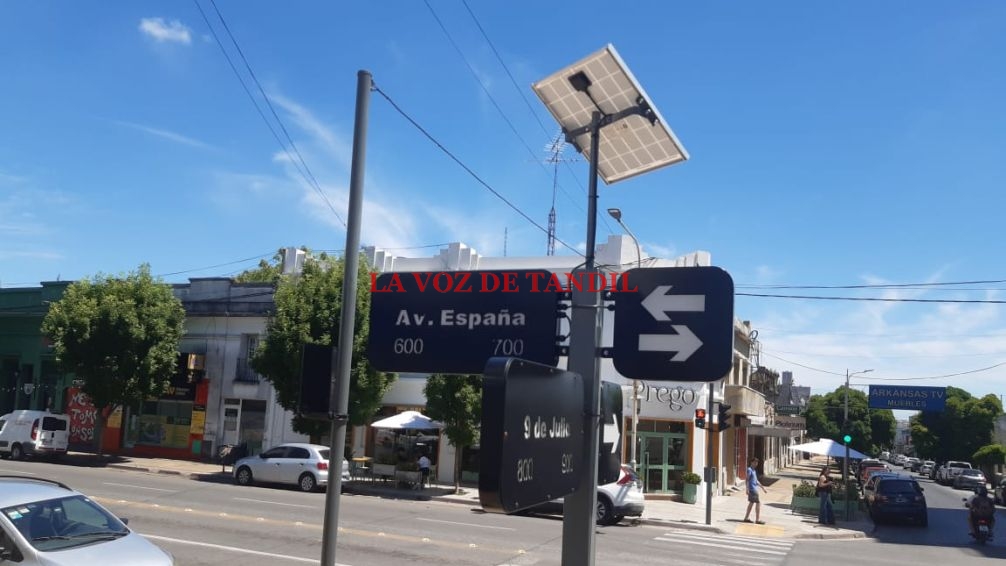 LA VOZ DE TANDIL
Av. España
600 700
9 de Julio
800 900
Prego
ARKANSAS TV
MUEBLES